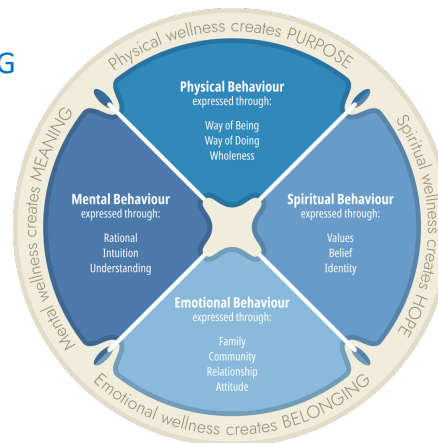 G
Physical wellness creates PURPOSE
Physical Behaviour
expressed through:
Way of Being
Way of Doing
Wholeness
Mental wellness creates MEANING
Mental Behaviour
expressed through:
Rational
Intuition
Understanding
Spiritual Behaviour
expressed through:
Values
Belief
Identity
Spiritual wellness creates HOPE
Emotional Behaviour
expressed through:
Family
Community
Relationship
Attitude
Emotional wellness creates BELONGING